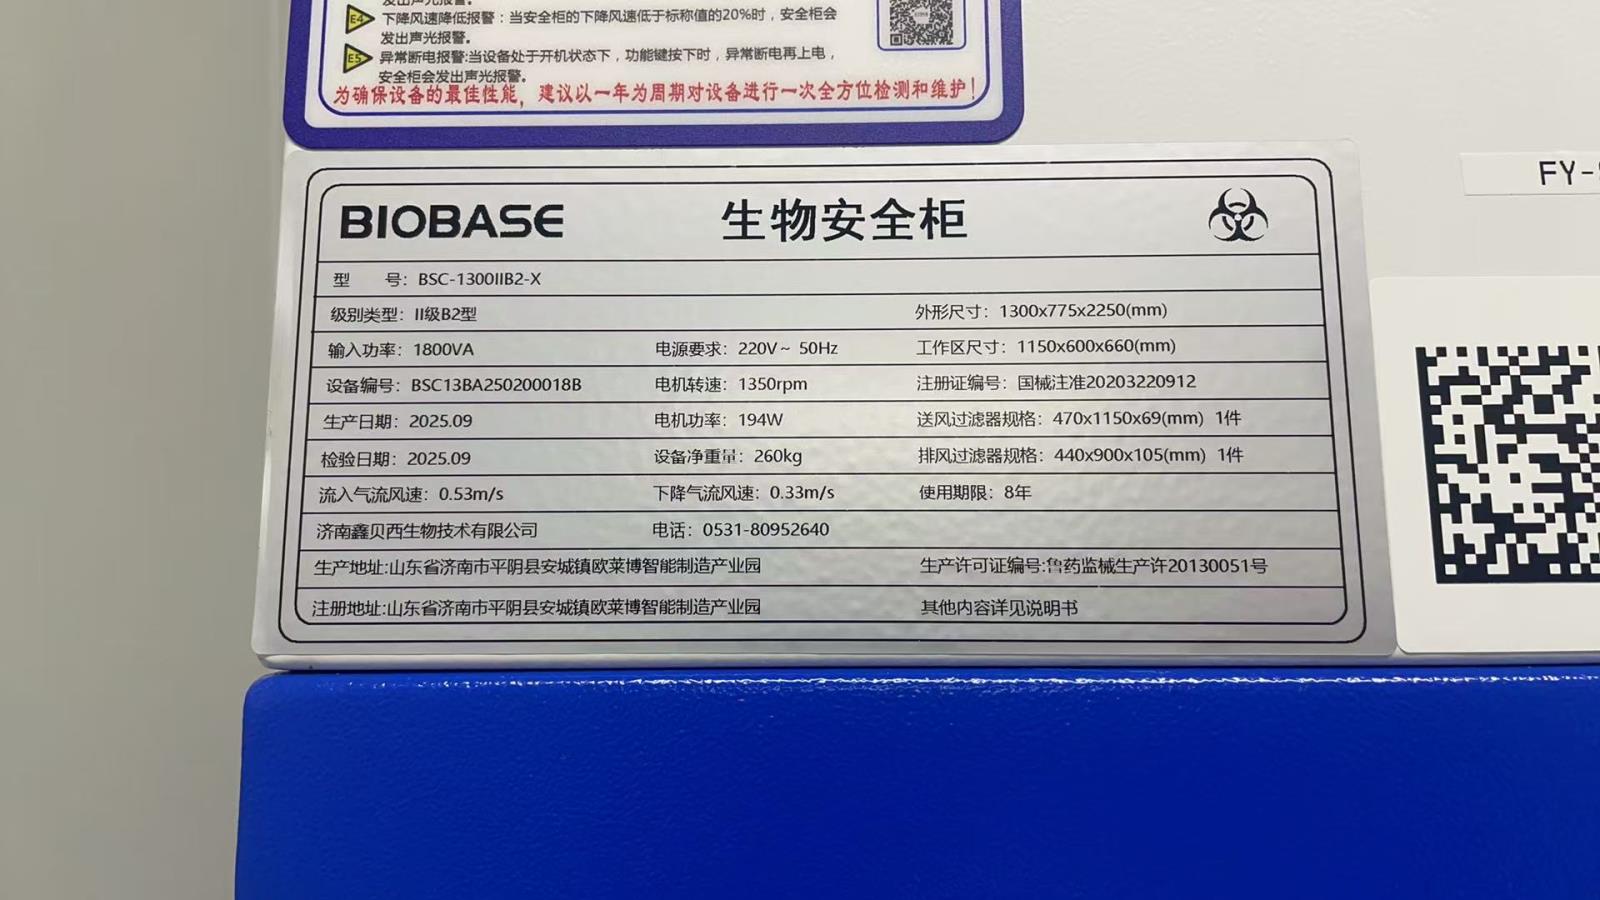 发出声光报警。
E4 下降风速降低报警：当安全柜的下降风速低于标称值的20%时，安全柜会
发出声光报警。
E5 异常断电报警:当设备处于开机状态下，功能键按下时，异常断电再上电，
安全柜会发出声光报警。
为确保设备的最佳性能，建议以一年为周期对设备进行一次全方位检测和维护！
FY-
BIOBASE 生物安全柜
型 号：BSC-1300IIB2-X
级别类型：II级B2型 外形尺寸：1300x775x2250(mm)
输入功率：1800VA 电源要求：220V～ 50Hz 工作区尺寸：1150x600x660(mm)
设备编号：BSC13BA250200018B 电机转速：1350rpm 注册证编号：国械注准20203220912
生产日期：2025.09 电机功率：194W 送风过滤器规格：470x1150x69(mm) 1件
检验日期：2025.09 设备净重量：260kg 排风过滤器规格：440x900x105(mm) 1件
流入气流风速：0.53m/s 下降气流风速：0.33m/s 使用期限：8年
济南鑫贝西生物技术有限公司 电话：0531-80952640
生产地址:山东省济南市平阴县安城镇欧莱博智能制造产业园 生产许可证编号:鲁药监械生产许20130051号
注册地址:山东省济南市平阴县安城镇欧莱博智能制造产业园 其他内容详见说明书